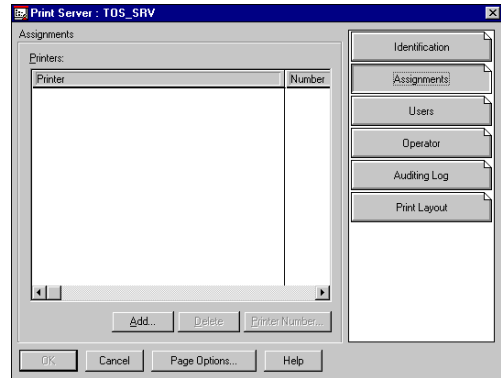 Print Server : TOS_SRV
Assignments
Printers:
Printer Number
Add... Delete Printer Number...
OK Cancel Page Options... Help
Identification
Assignments
Users
Operator
Auditing Log
Print Layout